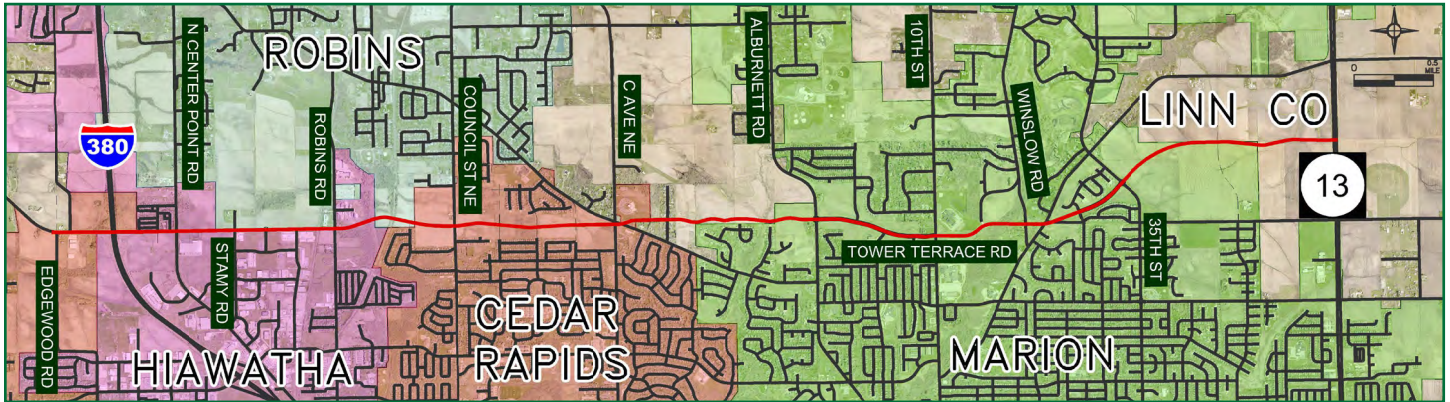 ROBINS
N CENTER POINT RD
ROBINS RD
COUNCIL ST NE
C AVE NE
ALBURNETT RD
10TH ST
WINSLOW RD
LINN CO
0
0.5
MILE
380
13
EDGEWOOD RD
STAMY RD
TOWER TERRACE RD
35TH ST
HIAWATHA
CEDAR
RAPIDS
MARION